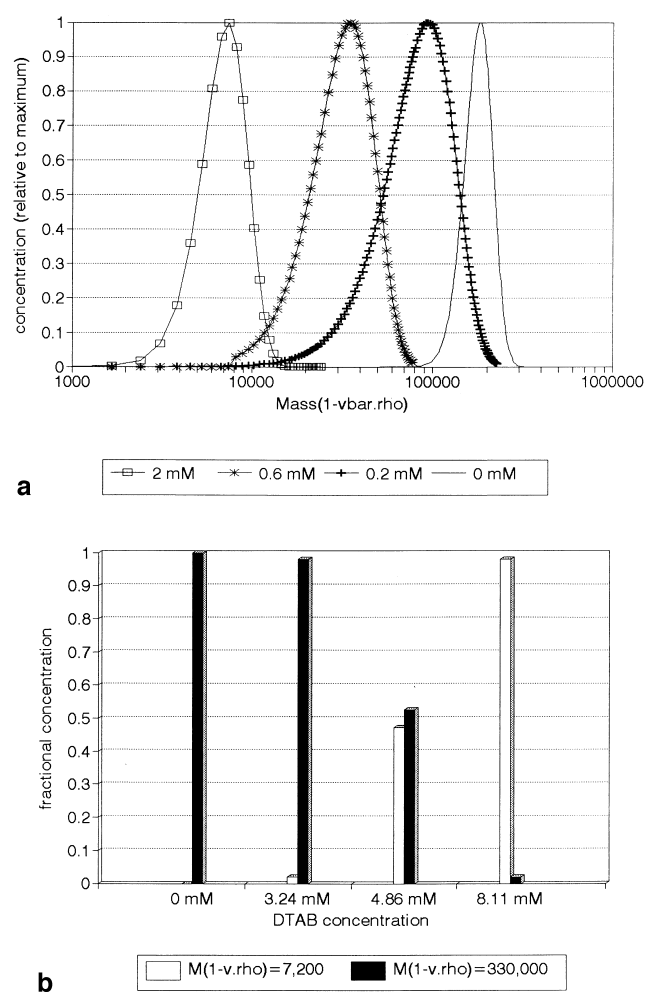 concentration (relative to maximum)
1
0.9
0.8
0.7
0.6
0.5
0.4
0.3
0.2
0.1
0
1000 10000 100000 1000000
Mass(1-vbar.rho)
2 mM 0.6 mM 0.2 mM 0 mM
a
fractional concentration
1
0.9
0.8
0.7
0.6
0.5
0.4
0.3
0.2
0.1
0
0 mM 3.24 mM 4.86 mM 8.11 mM
DTAB concentration
M(1-v.rho)=7,200 M(1-v.rho)=330,000
b